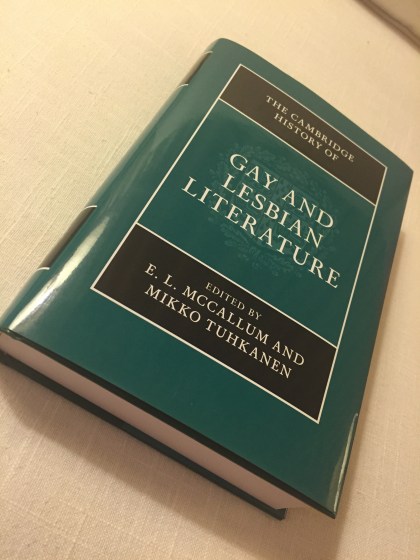 THE CAMBRIDGE
HISTORY OF
GAY AND
LESBIAN
LITERATURE
EDITED BY
E. L. MCCALLUM AND
MIKKO TUHKANEN